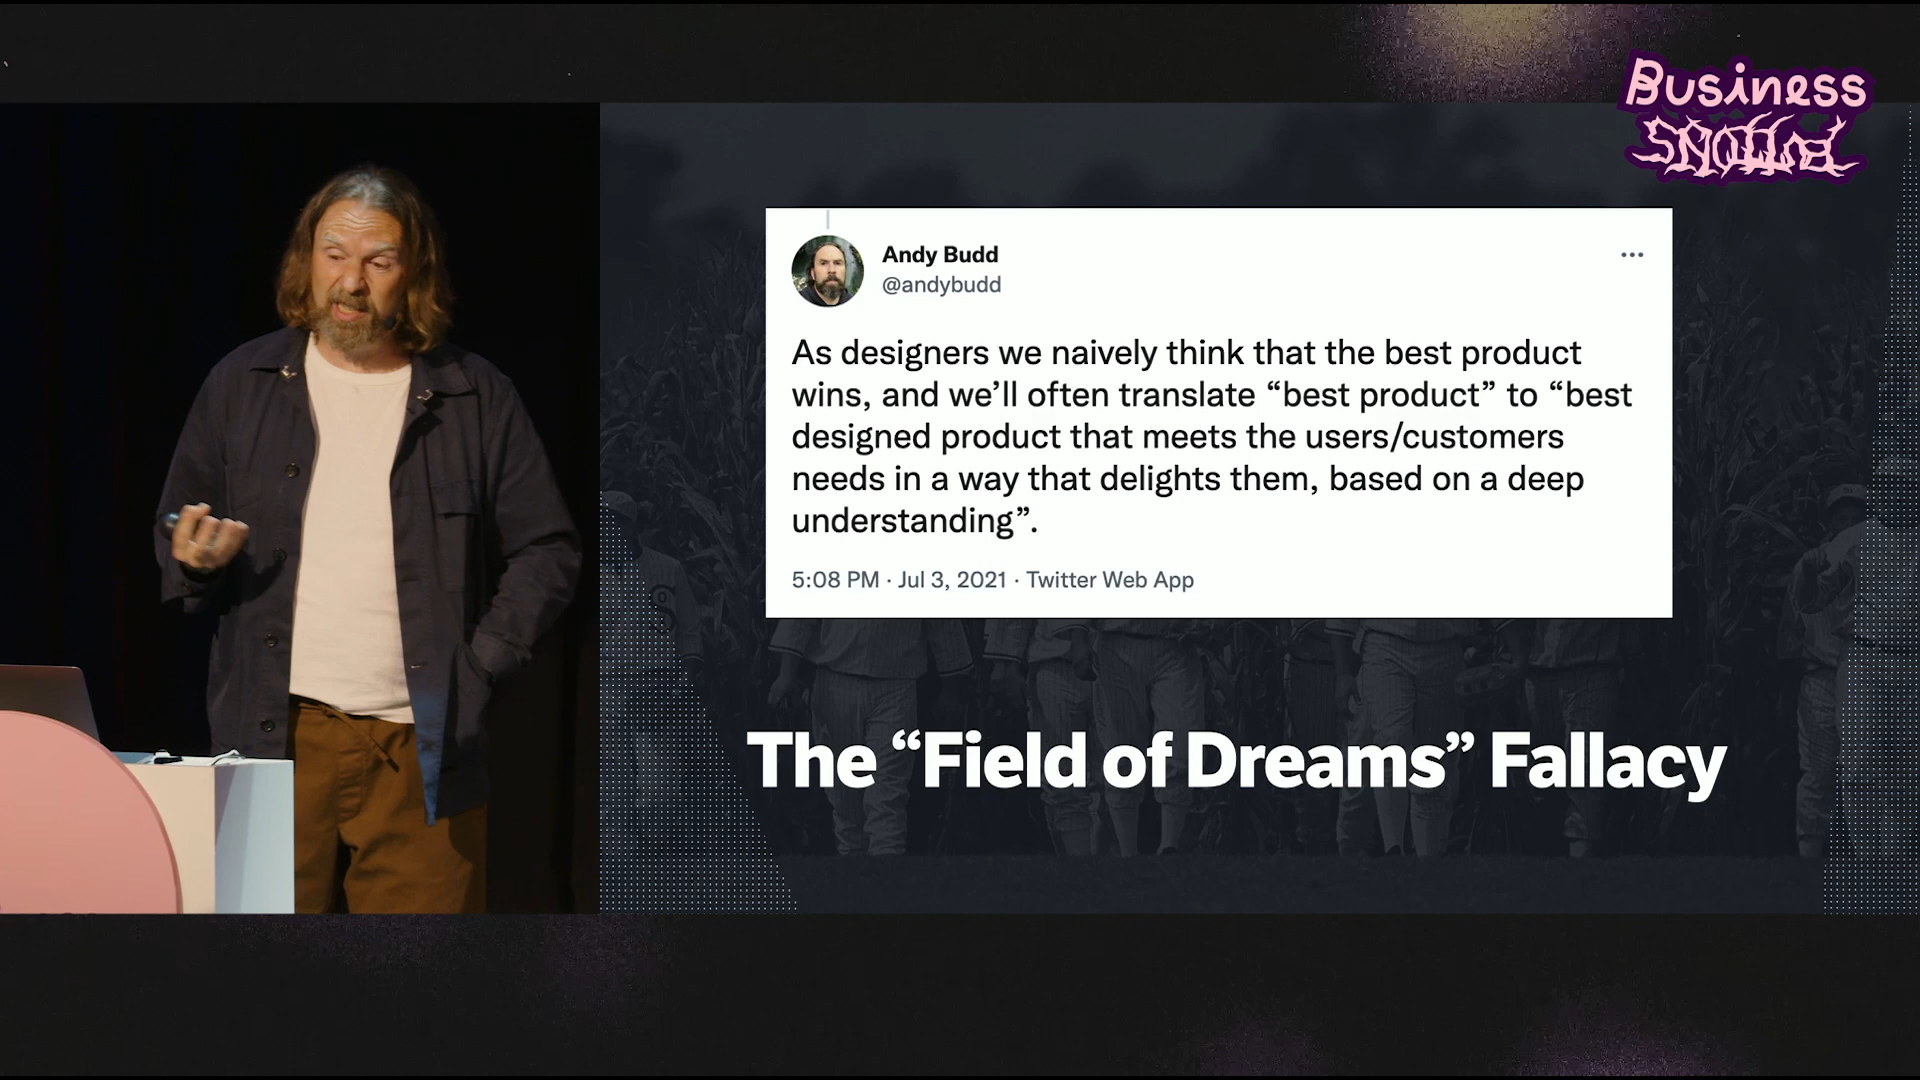 Business
Andy Budd
@andybudd
As designers we naively think that the best product
wins, and we’ll often translate “best product” to “best
designed product that meets the users/customers
needs in a way that delights them, based on a deep
understanding”.
5:08 PM · Jul 3, 2021 · Twitter Web App
The “Field of Dreams” Fallacy